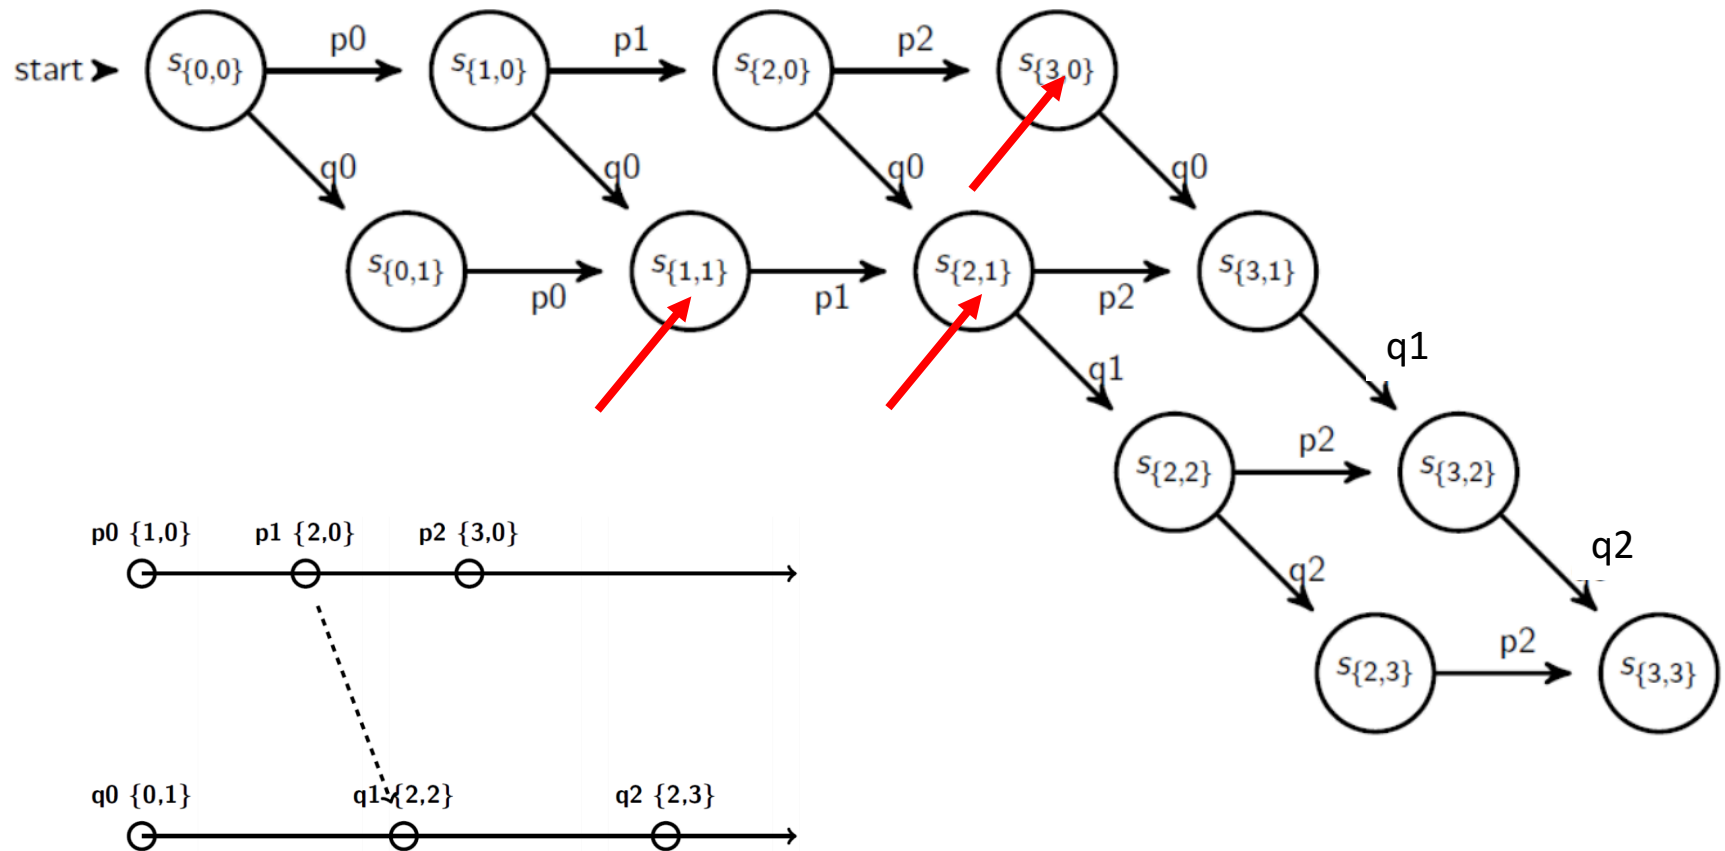 p0 p1 p2
start S{0,0} S{1,0} S{2,0} S{3,0}
q0 q0 q0 q0
S{0,1} S{1,1} S{2,1} S{3,1}
p0 p1 p2
q1 q1
p2
S{2,2} S{3,2}
p0 {1,0} p1 {2,0} p2 {3,0}
q2 q2
p2
S{2,3} S{3,3}
q0 {0,1} q1 {2,2} q2 {2,3}